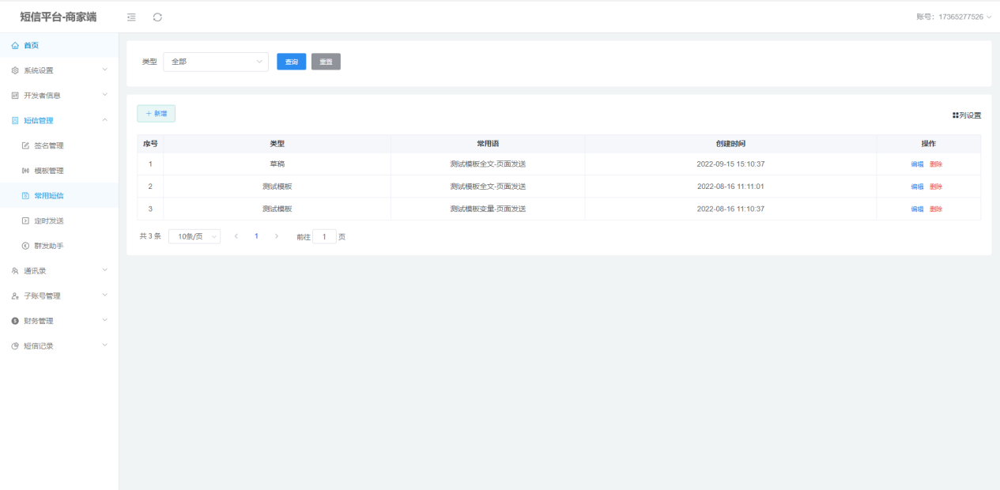 短信平台-商家端
账号：17365277526
首页
系统设置
开发者信息
短信管理
签名管理
模板管理
常用短信
定时发送
群发助手
通讯录
子账号管理
财务管理
短信记录
类型 全部 查询 重置
+ 新增
列设置
序号 类型 常用语 创建时间 操作
1 草稿 测试模板全文-页面发送 2022-09-15 15:10:37 编辑 删除
2 测试模板 测试模板全文-页面发送 2022-08-16 11:11:01 编辑 删除
3 测试模板 测试模板变量-页面发送 2022-08-16 11:10:37 编辑 删除
共 3 条 10条/页 < 1 > 前往 1 页